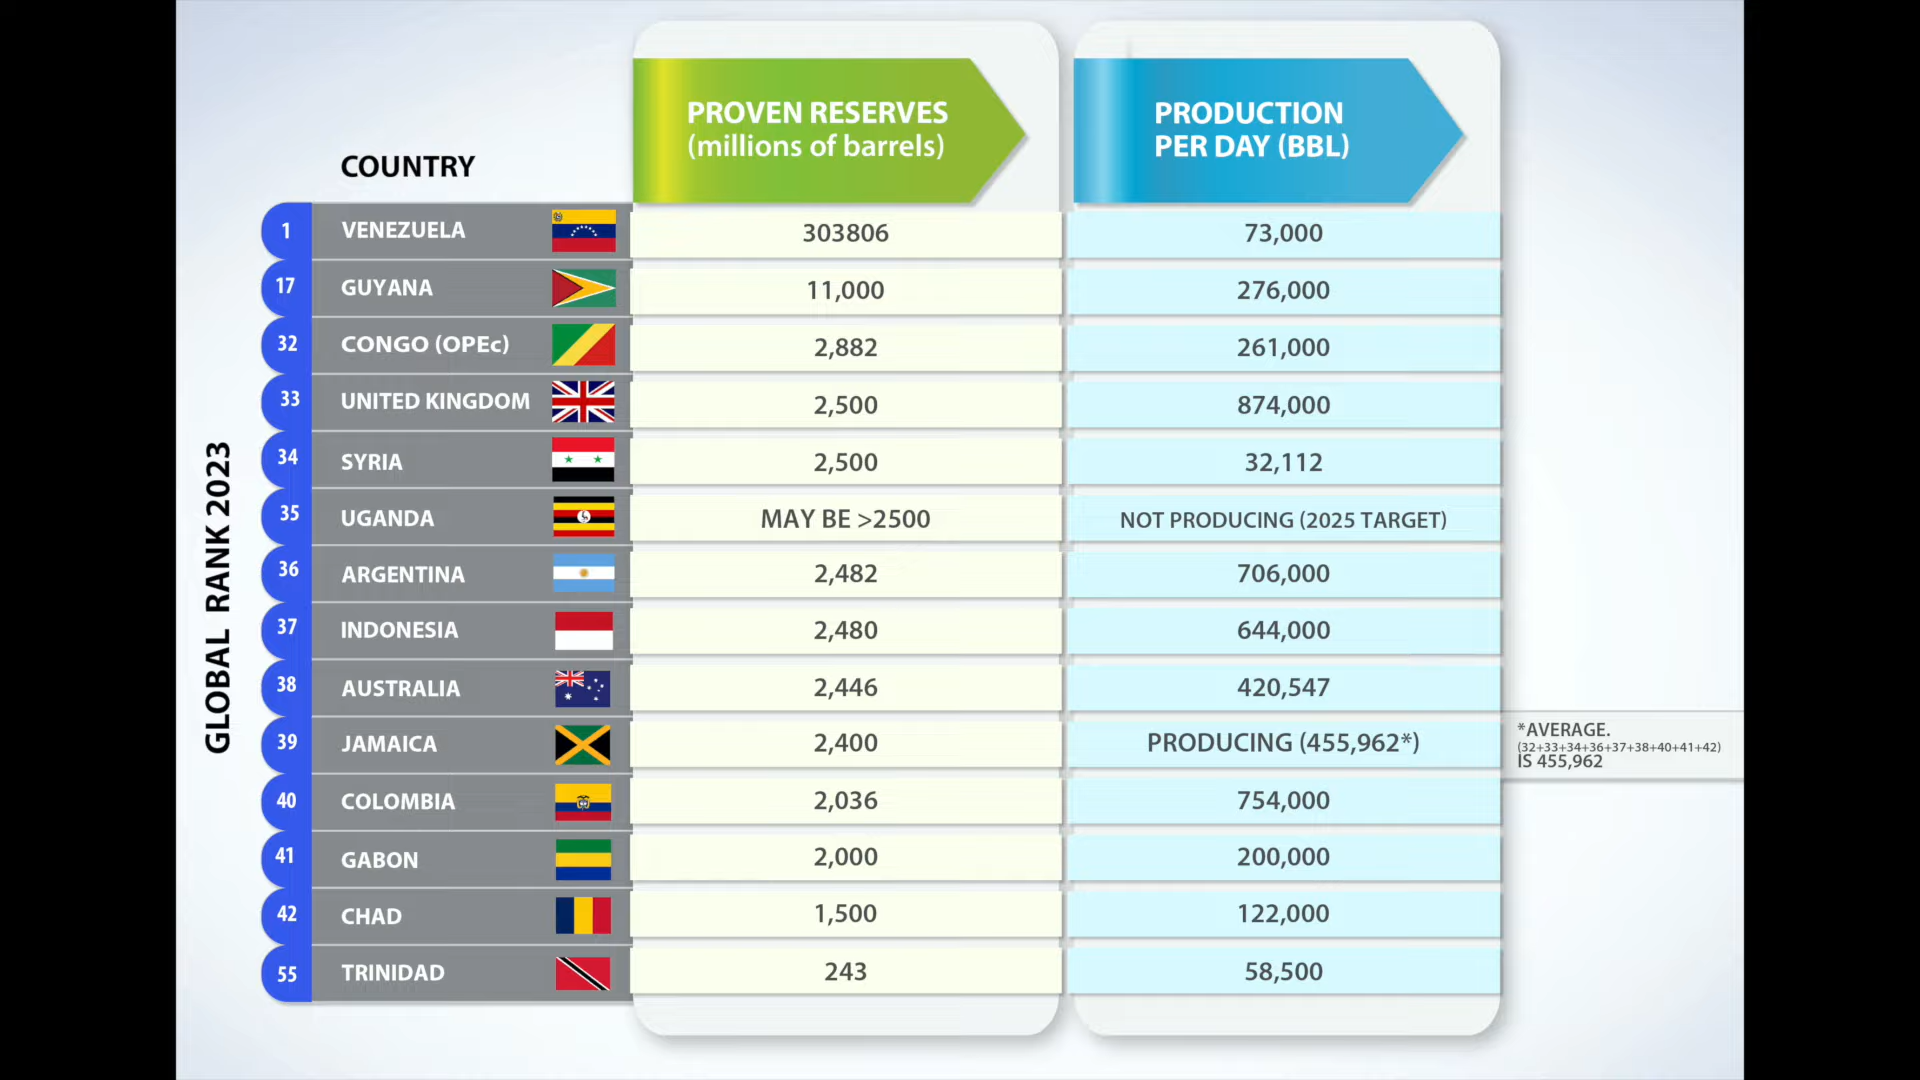 PROVEN RESERVES
(millions of barrels)
PRODUCTION
PER DAY (BBL)
COUNTRY
GLOBAL RANK 2023
1 VENEZUELA 303806 73,000
17 GUYANA 11,000 276,000
32 CONGO (OPEc) 2,882 261,000
33 UNITED KINGDOM 2,500 874,000
34 SYRIA 2,500 32,112
35 UGANDA MAY BE >2500 NOT PRODUCING (2025 TARGET)
36 ARGENTINA 2,482 706,000
37 INDONESIA 2,480 644,000
38 AUSTRALIA 2,446 420,547
39 JAMAICA 2,400 PRODUCING (455,962*)
*AVERAGE.
(32+33+34+36+37+38+40+41+42)
IS 455,962
40 COLOMBIA 2,036 754,000
41 GABON 2,000 200,000
42 CHAD 1,500 122,000
55 TRINIDAD 243 58,500